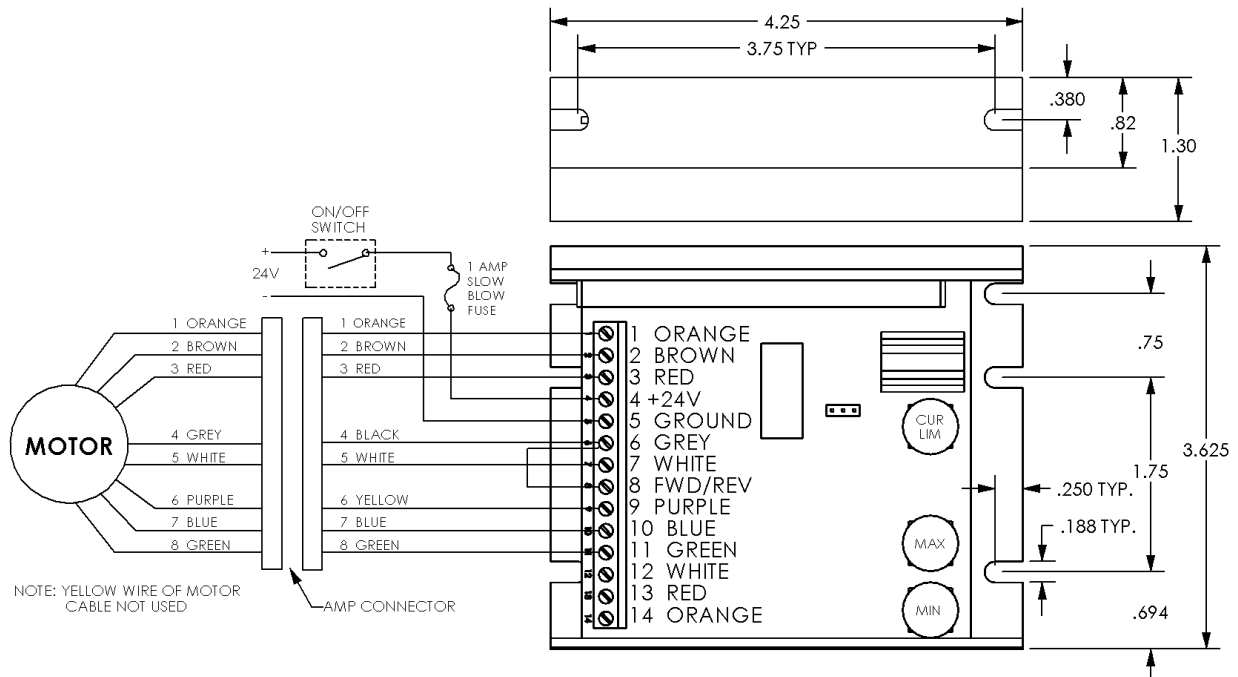 4.25
3.75 TYP
.380
.82
1.30
ON/OFF
SWITCH
+
24V
-
1 AMP
SLOW
BLOW
FUSE
1 ORANGE
2 BROWN
3 RED
4 GREY
5 WHITE
6 PURPLE
7 BLUE
8 GREEN
1 ORANGE
2 BROWN
3 RED
4 BLACK
5 WHITE
6 YELLOW
7 BLUE
8 GREEN
MOTOR
NOTE: YELLOW WIRE OF MOTOR
CABLE NOT USED
AMP CONNECTOR
1 ORANGE
2 BROWN
3 RED
4 +24V
5 GROUND
6 GREY
7 WHITE
8 FWD/REV
9 PURPLE
10 BLUE
11 GREEN
12 WHITE
13 RED
14 ORANGE
CUR
LIM
MAX
MIN
.75
3.625
1.75
.250 TYP.
.188 TYP.
.694